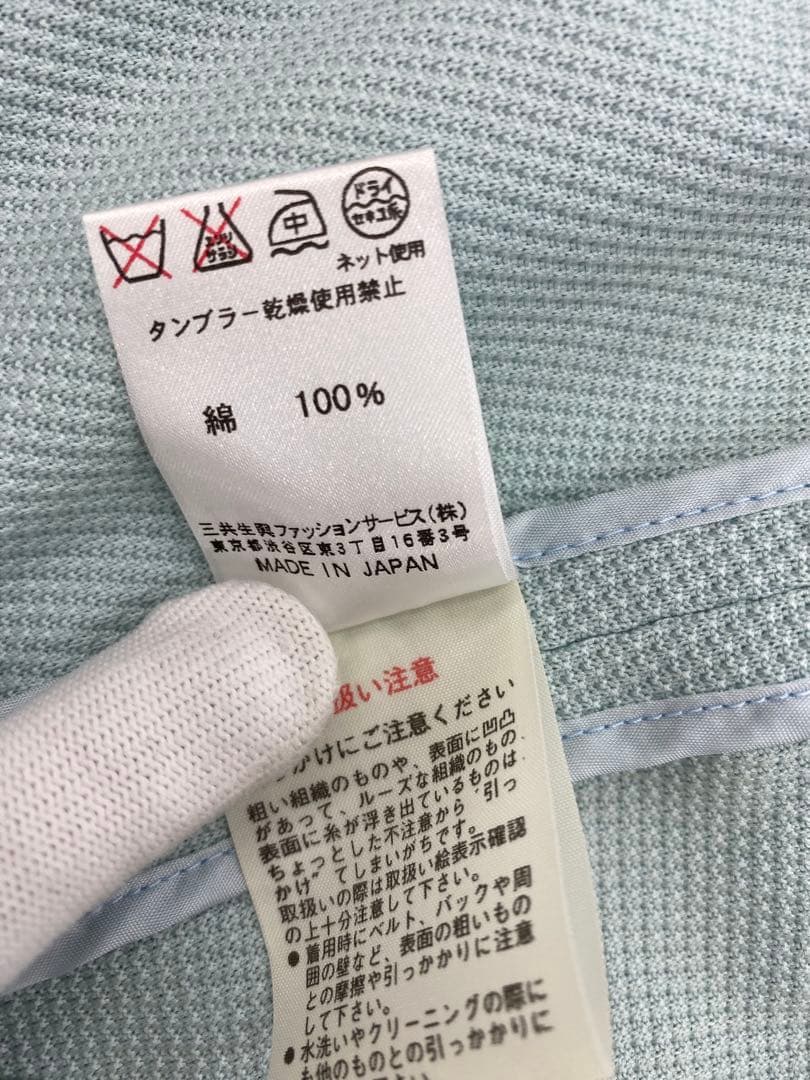 エンソ
サラシ
中
ドライ
セキユ系
ネット使用
タンブラー乾燥使用禁止
綿 100%
三共生興ファッションサービス(株)
東京都渋谷区東3丁目16番3号
MADE IN JAPAN
扱い注意
かけにご注意ください
粗い組織のものや、表面に凹凸
があって、ルーズな組織のもの
表面に糸が浮き出ているものは
ちょっとした不注意から"引っ
かけ"てしまいがちです。
取扱いの際は取扱い絵表示確認
の上十分注意して下さい。
●着用時にベルト、バックや周
囲の壁など、表面の粗いもの
との摩擦や引っかかりに注意
して下さい。
●水洗いやクリーニングの際に
も他のものとの引っかかりに